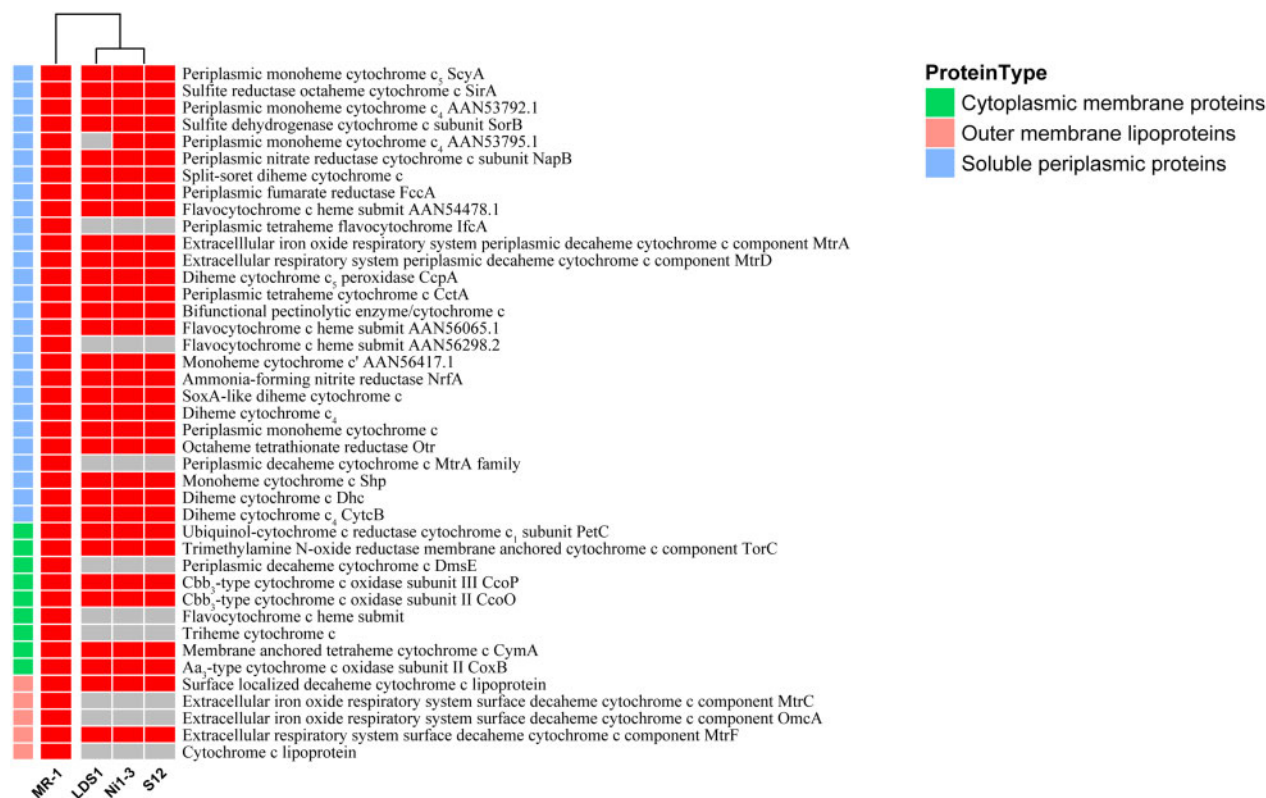 Periplasmic monoheme cytochrome c₅ ScyA
Sulfite reductase octaheme cytochrome c SirA
Periplasmic monoheme cytochrome c₄ AAN53792.1
Sulfite dehydrogenase cytochrome c subunit SorB
Periplasmic monoheme cytochrome c₄ AAN53795.1
Periplasmic nitrate reductase cytochrome c subunit NapB
Split-soret diheme cytochrome c
Periplasmic fumarate reductase FccA
Flavocytochrome c heme submit AAN54478.1
Periplasmic tetraheme flavocytochrome IfcA
Extracelllular iron oxide respiratory system periplasmic decaheme cytochrome c component MtrA
Extracellular respiratory system periplasmic decaheme cytochrome c component MtrD
Diheme cytochrome c₅ peroxidase CcpA
Periplasmic tetraheme cytochrome c CctA
Bifunctional pectinolytic enzyme/cytochrome c
Flavocytochrome c heme submit AAN56065.1
Flavocytochrome c heme submit AAN56298.2
Monoheme cytochrome c' AAN56417.1
Ammonia-forming nitrite reductase NrfA
SoxA-like diheme cytochrome c
Diheme cytochrome c₄
Periplasmic monoheme cytochrome c
Octaheme tetrathionate reductase Otr
Periplasmic decaheme cytochrome c MtrA family
Monoheme cytochrome c Shp
Diheme cytochrome c Dhc
Diheme cytochrome c₄ CytcB
Ubiquinol-cytochrome c reductase cytochrome c₁ subunit PetC
Trimethylamine N-oxide reductase membrane anchored cytochrome c component TorC
Periplasmic decaheme cytochrome c DmsE
Cbb₃-type cytochrome c oxidase subunit III CcoP
Cbb₃-type cytochrome c oxidase subunit II CcoO
Flavocytochrome c heme submit
Triheme cytochrome c
Membrane anchored tetraheme cytochrome c CymA
Aa₃-type cytochrome c oxidase subunit II CoxB
Surface localized decaheme cytochrome c lipoprotein
Extracellular iron oxide respiratory system surface decaheme cytochrome c component MtrC
Extracellular iron oxide respiratory system surface decaheme cytochrome c component OmcA
Extracellular respiratory system surface decaheme cytochrome c component MtrF
Cytochrome c lipoprotein
MR-1
LDS1
Ni1-3
S12
ProteinType
Cytoplasmic membrane proteins
Outer membrane lipoproteins
Soluble periplasmic proteins